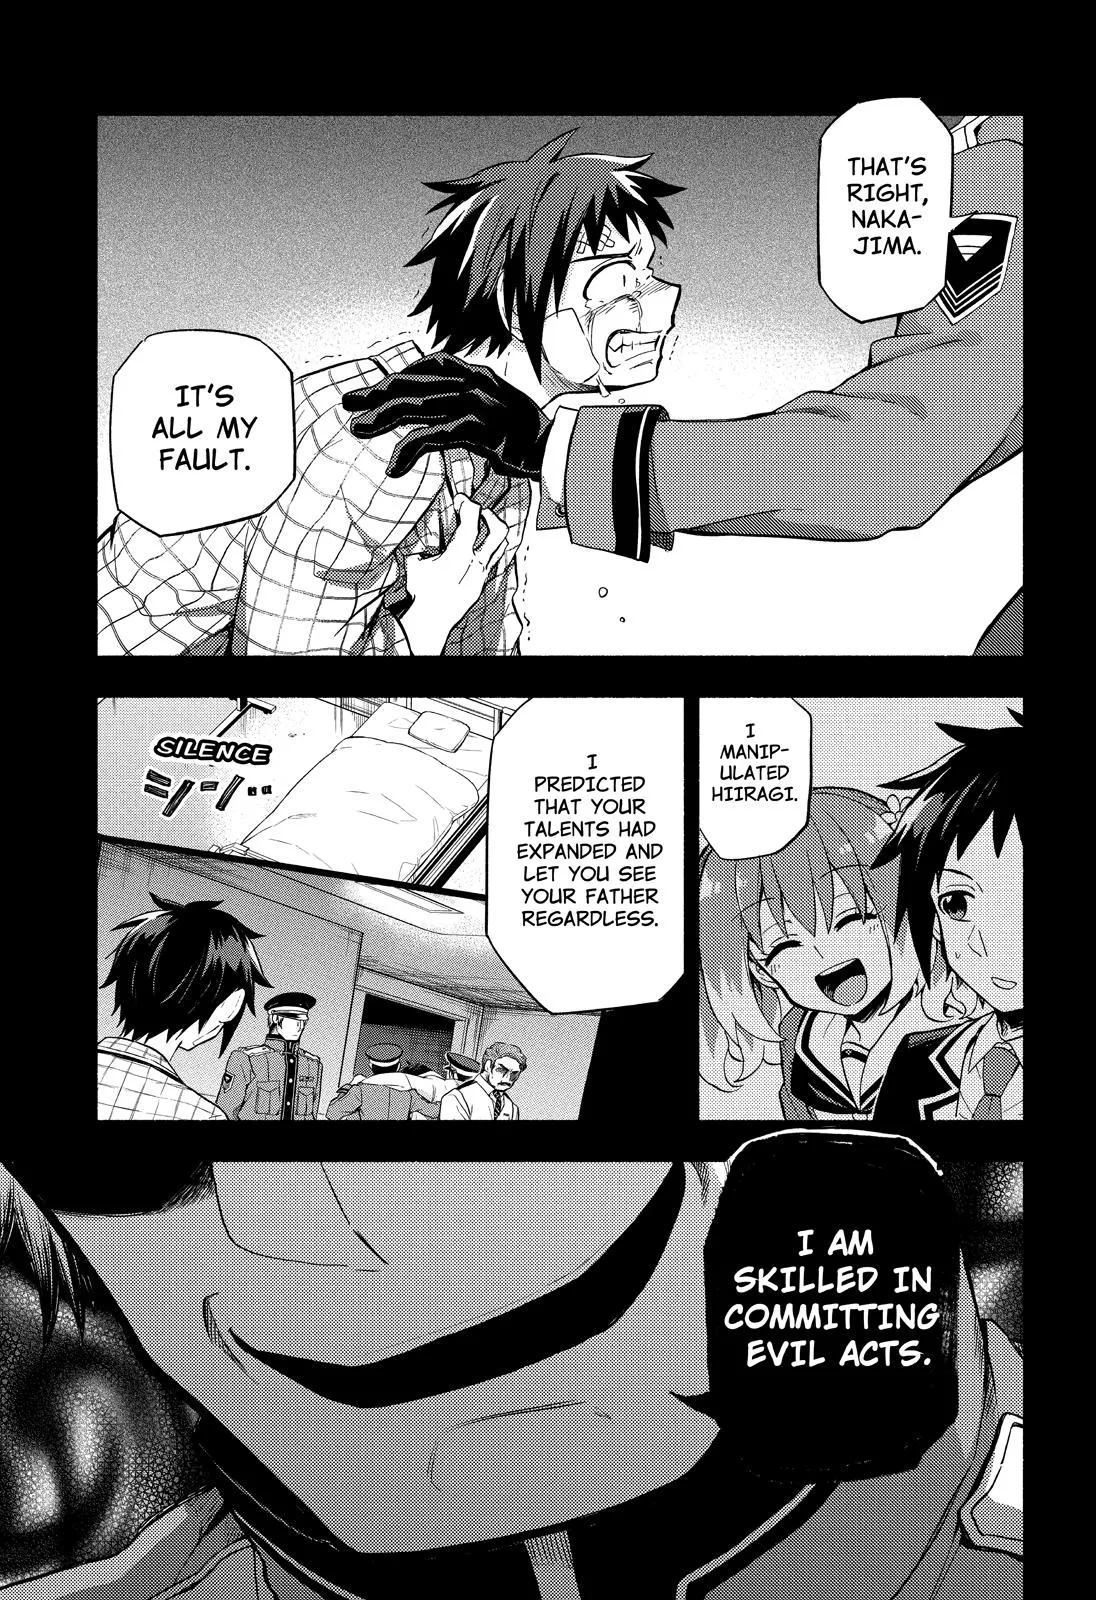 THAT'S
RIGHT,
NAKA-
JIMA.
IT'S
ALL MY
FAULT.
I
MANIP-
ULATED
HIIRAGI.
I
PREDICTED
THAT YOUR
TALENTS HAD
EXPANDED AND
LET YOU SEE
YOUR FATHER
REGARDLESS.
SILENCE
シーン…
I AM
SKILLED IN
COMMITTING
EVIL ACTS.